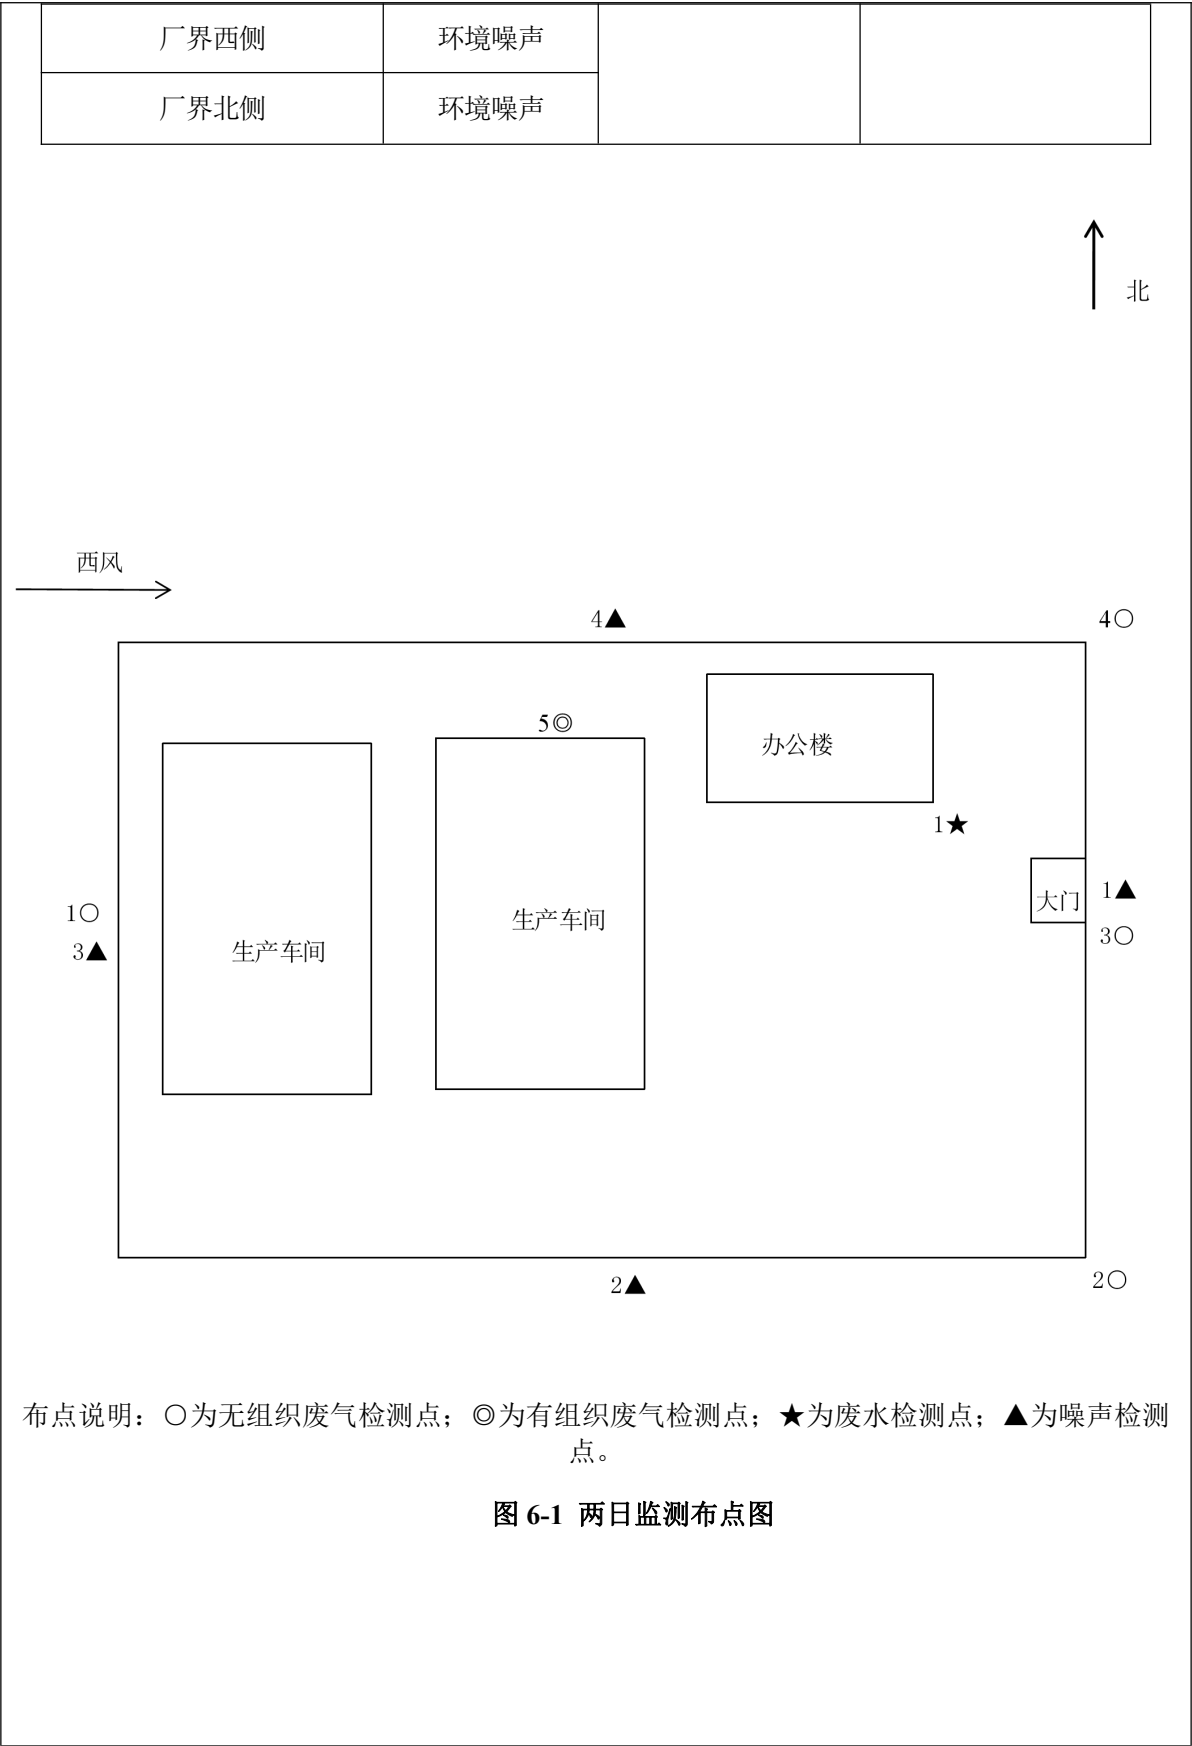 厂界西侧 环境噪声
厂界北侧 环境噪声
北
西风
4▲ 4○
5◎
办公楼
1★
大门 1▲
1○ 生产车间 3○
3▲ 生产车间
2▲ 2○
布点说明：○为无组织废气检测点；◎为有组织废气检测点；★为废水检测点；▲为噪声检测
点。
图 6-1 两日监测布点图